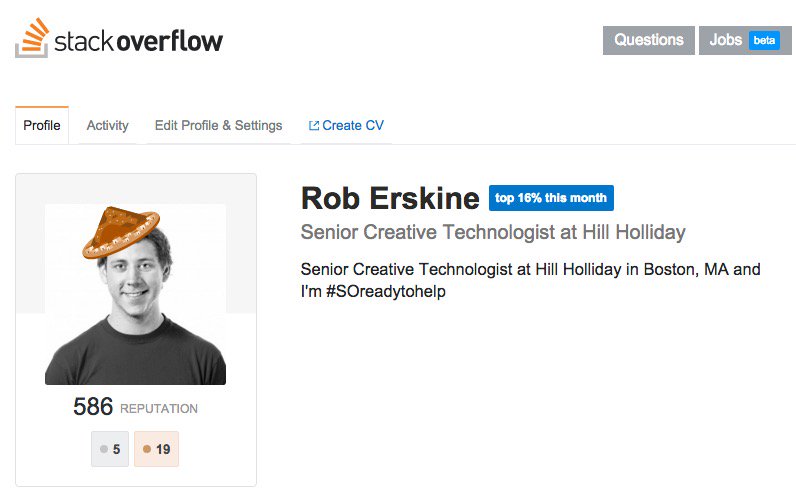 stackoverflow
Questions
Jobs beta
Profile
Activity
Edit Profile & Settings
Create CV
Rob Erskine top 16% this month
Senior Creative Technologist at Hill Holliday
Senior Creative Technologist at Hill Holliday in Boston, MA and
I'm #SOreadytohelp
586 REPUTATION
5
19